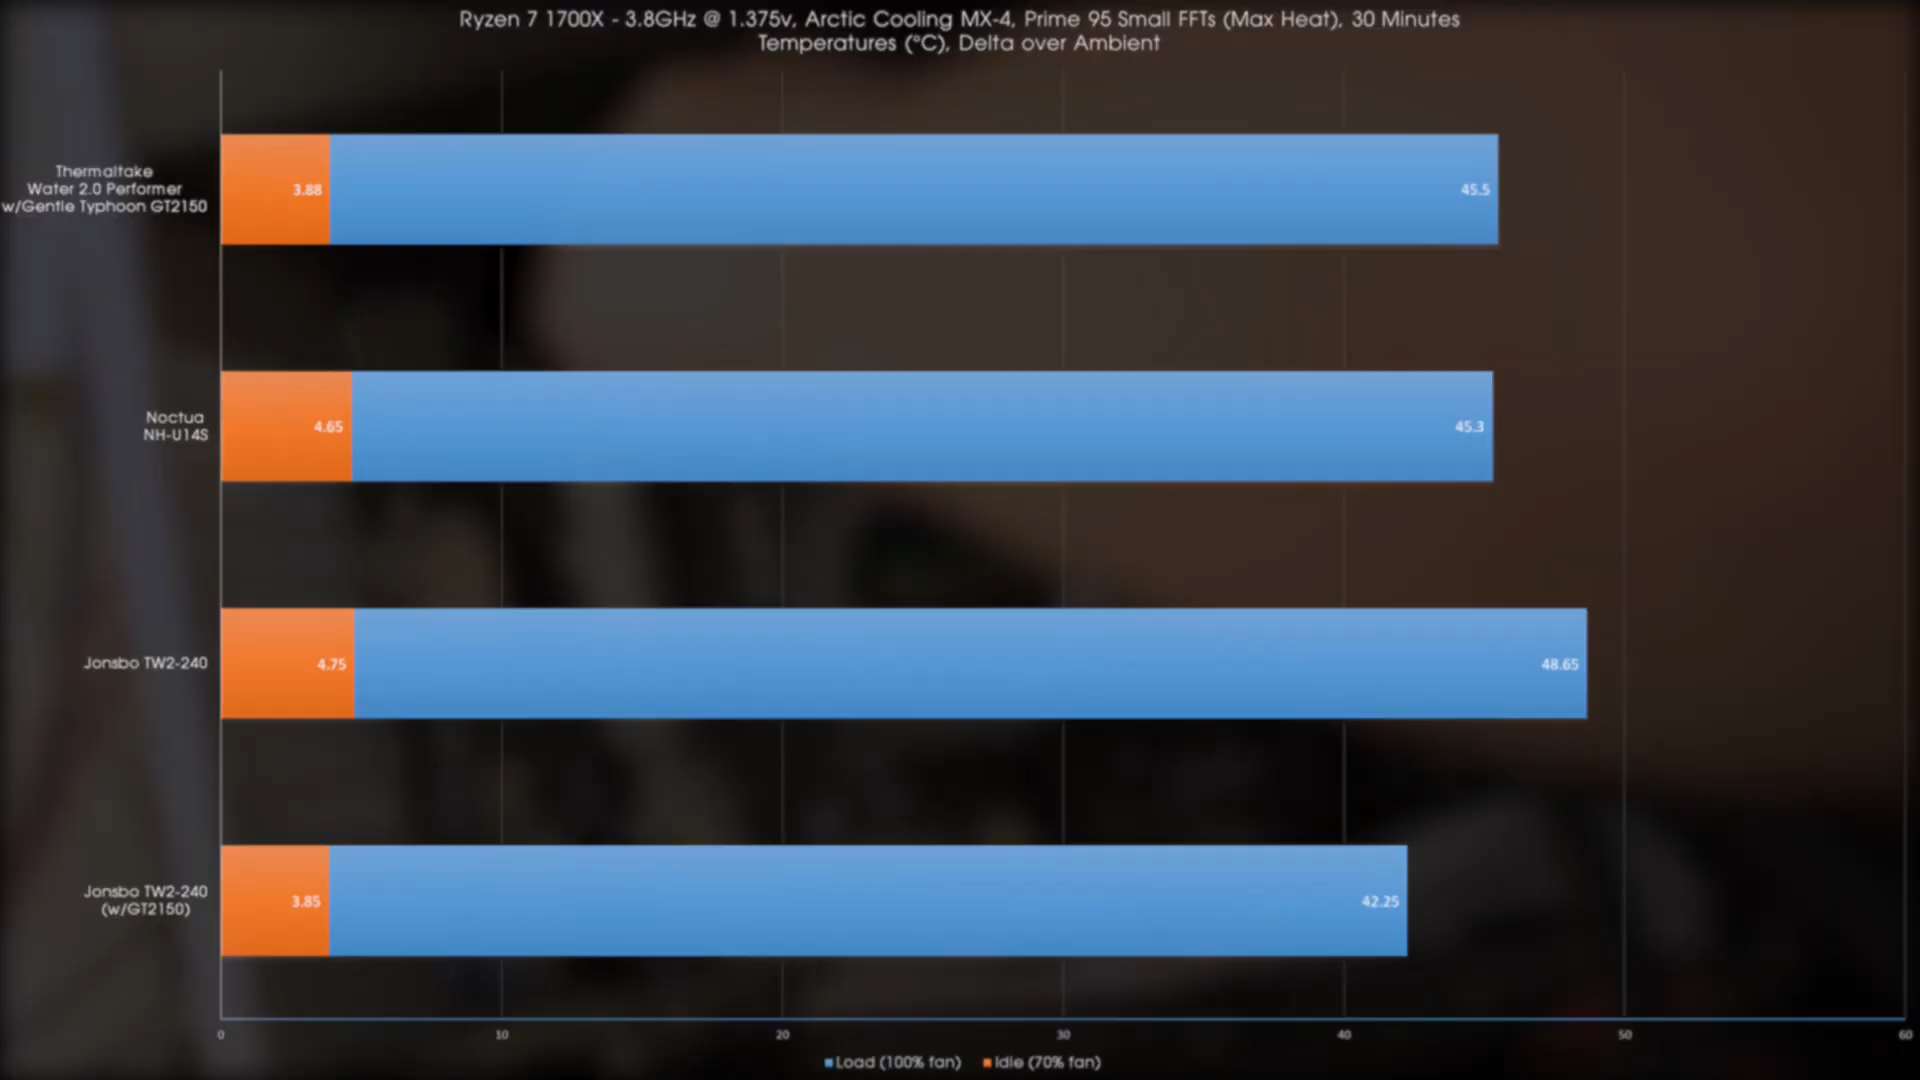 Ryzen 7 1700X - 3.8GHz @ 1.375v, Arctic Cooling MX-4, Prime 95 Small FFTs (Max Heat), 30 Minutes
Temperatures (°C), Delta over Ambient
Thermaltake
Water 2.0 Performer
w/Gentle Typhoon GT2150
3.88
45.5
Noctua
NH-U14S
4.65
45.3
Jonsbo TW2-240
4.75
48.65
Jonsbo TW2-240
(w/GT2150)
3.85
42.25
0 10 20 30 40 50 60
Load (100% fan) Idle (70% fan)